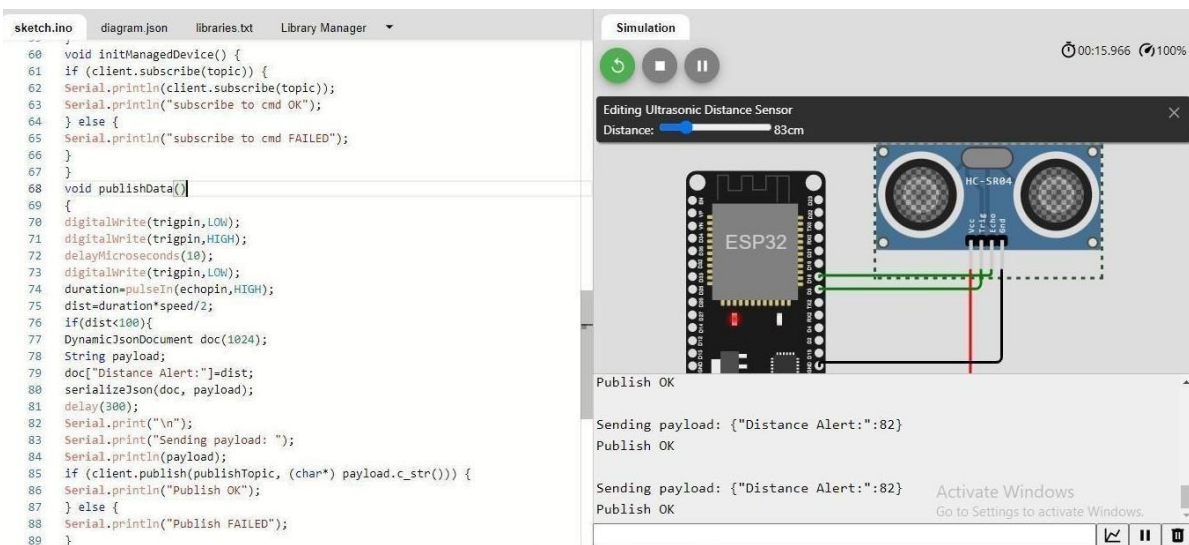 sketch.ino diagram.json libraries.txt Library Manager
60 void initManagedDevice() {
61 if (client.subscribe(topic)) {
62 Serial.println(client.subscribe(topic));
63 Serial.println("subscribe to cmd OK");
64 } else {
65 Serial.println("subscribe to cmd FAILED");
66 }
67 }
68 void publishData()
69 {
70 digitalWrite(trigpin,LOW);
71 digitalWrite(trigpin,HIGH);
72 delayMicroseconds(10);
73 digitalWrite(trigpin,LOW);
74 duration=pulseIn(echopin,HIGH);
75 dist=duration*speed/2;
76 if(dist<100){
77 DynamicJsonDocument doc(1024);
78 String payload;
79 doc["Distance Alert:"]=dist;
80 serializeJson(doc, payload);
81 delay(300);
82 Serial.print("\n");
83 Serial.print("Sending payload: ");
84 Serial.println(payload);
85 if (client.publish(publishTopic, (char*) payload.c_str())) {
86 Serial.println("Publish OK");
87 } else {
88 Serial.println("Publish FAILED");
89 }
Simulation
00:15.966 100%
Editing Ultrasonic Distance Sensor
Distance: 83cm
HC-SR04
Vcc
Trig
Echo
Gnd
ESP32
Publish OK
Sending payload: {"Distance Alert:":82}
Publish OK
Sending payload: {"Distance Alert:":82}
Publish OK
Activate Windows
Go to Settings to activate Windows.